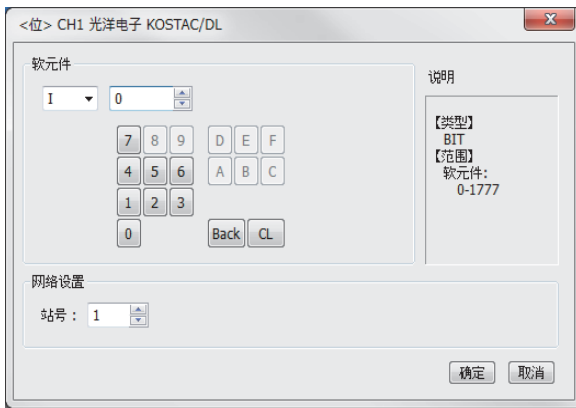 <位> CH1 光洋电子 KOSTAC/DL
X
软元件
I 0
7 8 9 D E F
4 5 6 A B C
1 2 3
0 Back CL
说明
【类型】
BIT
【范围】
软元件:
0-1777
网络设置
站号： 1
确定 取消